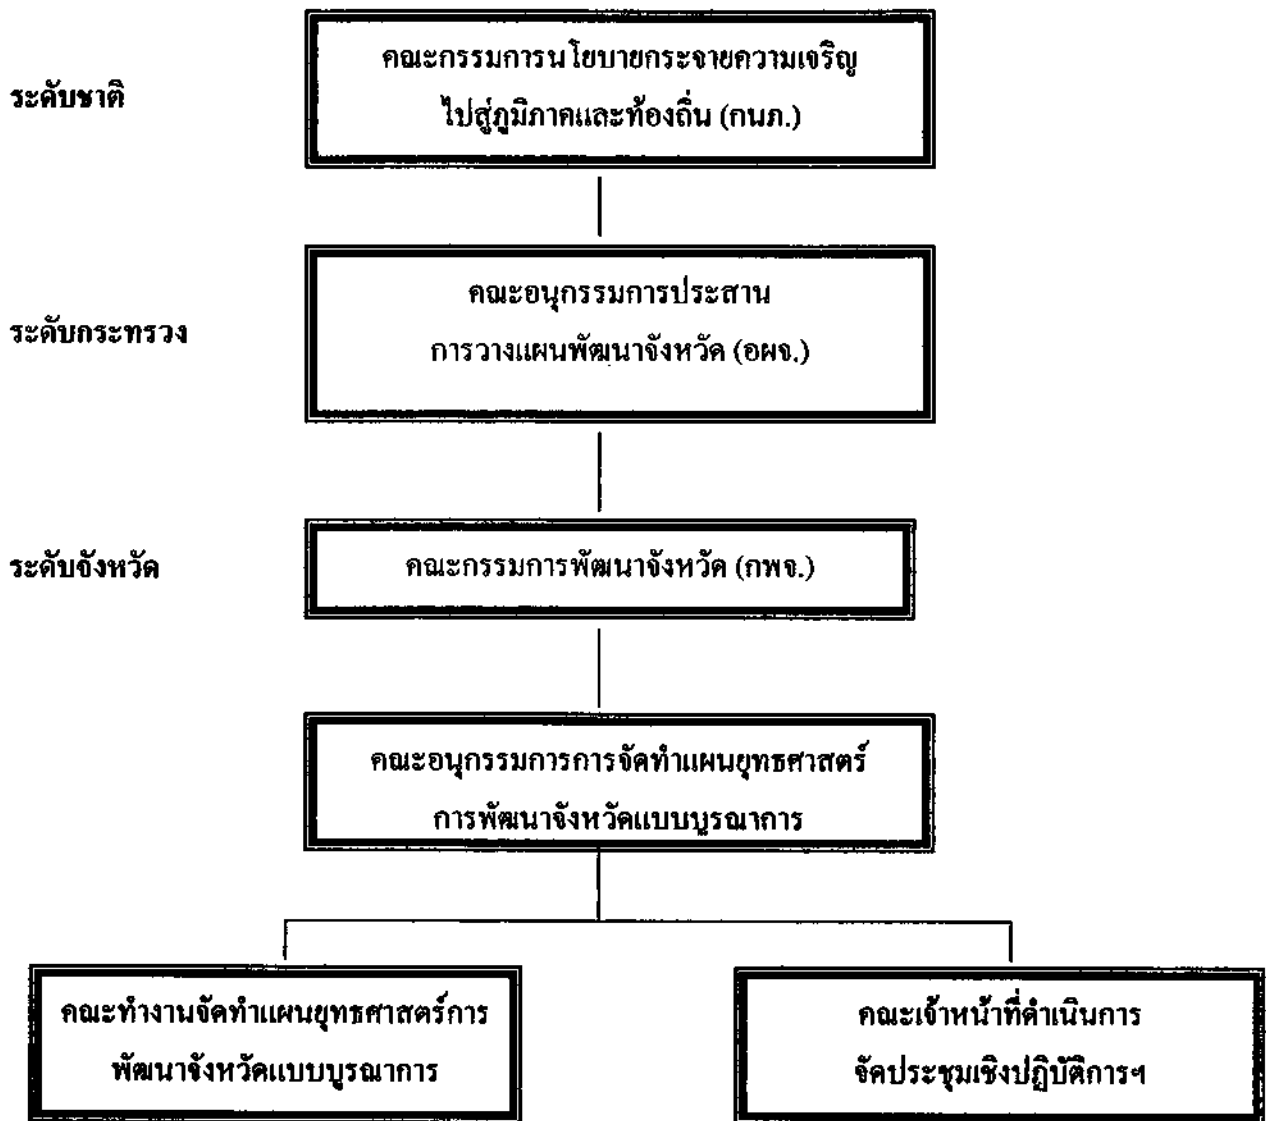 คณะกรรมการนโยบายกระจายความเจริญ
ระดับชาติ
ไปสู่ภูมิภาคและท้องถิ่น (กนภ.)
คณะอนุกรรมการประสาน
ระดับกระทรวง
การวางแผนพัฒนาจังหวัด (อผจ.)
ระดับจังหวัด
คณะกรรมการพัฒนาจังหวัด (กพจ.)
คณะอนุกรรมการการจัดทำแผนยุทธศาสตร์
การพัฒนาจังหวัดแบบบูรณาการ
คณะทำงานจัดทำแผนยุทธศาสตร์การ
พัฒนาจังหวัดแบบบูรณาการ
คณะเจ้าหน้าที่ดำเนินการ
จัดประชุมเชิงปฏิบัติการฯ